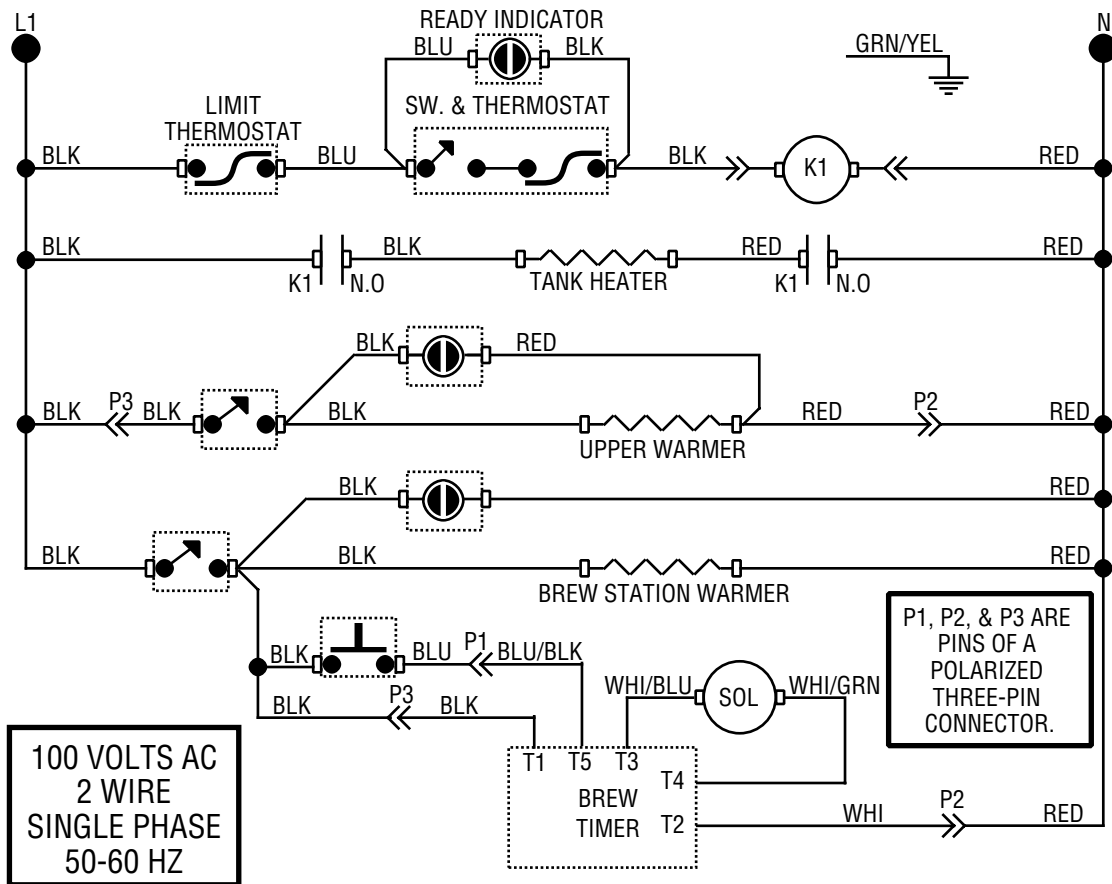 L1
READY INDICATOR
N
BLU
BLK
GRN/YEL
LIMIT
THERMOSTAT
SW. & THERMOSTAT
BLK
BLU
BLK
K1
RED
BLK
BLK
RED
RED
K1
N.O
TANK HEATER
K1
N.O
BLK
RED
BLK
P3
BLK
BLK
RED
P2
RED
UPPER WARMER
BLK
RED
BLK
BLK
RED
BREW STATION WARMER
BLK
BLU
P1
BLU/BLK
BLK
P3
BLK
WHI/BLU
SOL
WHI/GRN
P1, P2, & P3 ARE
PINS OF A
POLARIZED
THREE-PIN
CONNECTOR.
T1
T5
T3
T4
BREW
TIMER
T2
WHI
P2
RED
100 VOLTS AC
2 WIRE
SINGLE PHASE
50-60 HZ